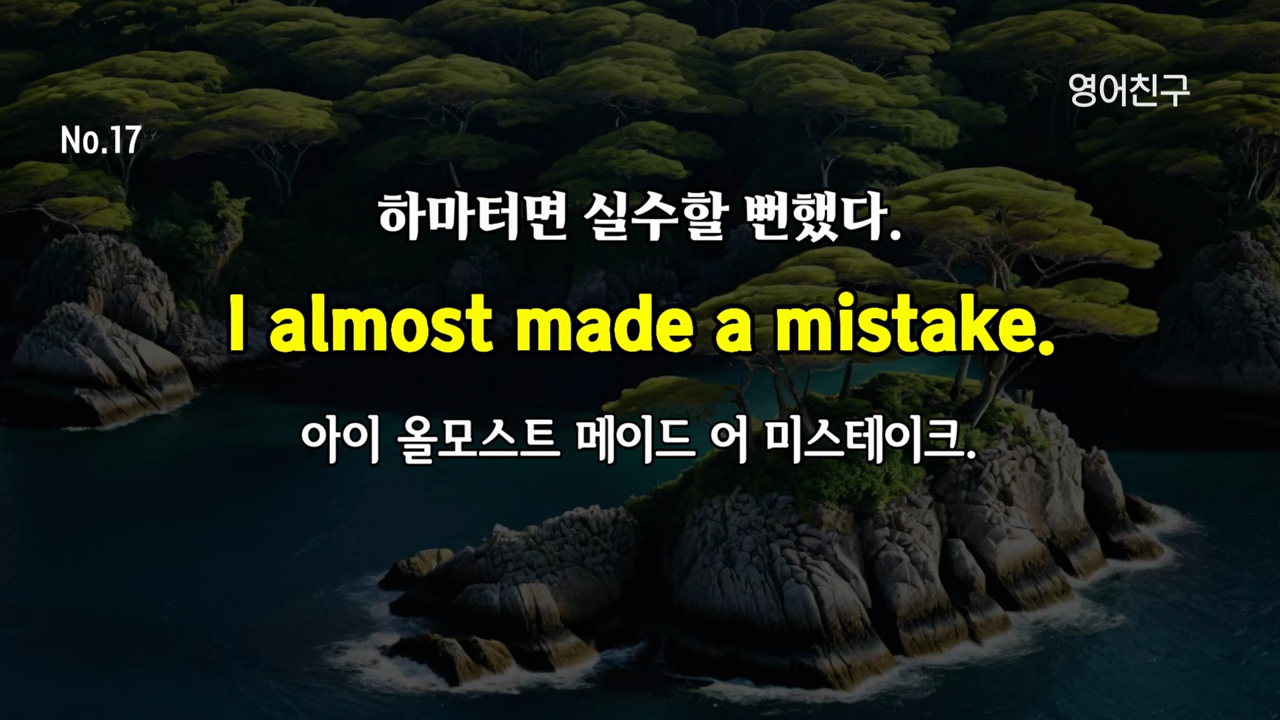 영어친구
No.17
하마터면 실수할 뻔했다.
I almost made a mistake.
아이 올모스트 메이드 어 미스테이크.